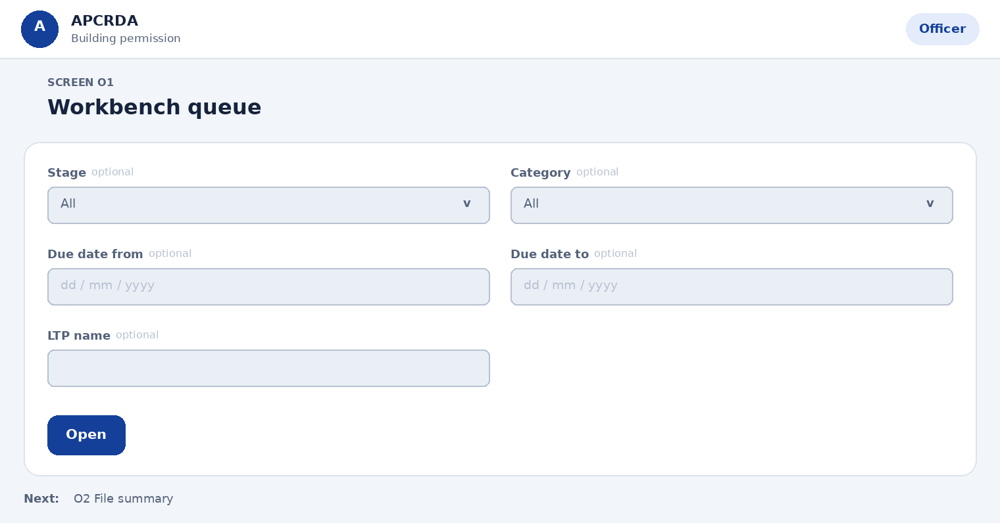 A
APCRDA
Building permission
Officer
SCREEN O1
Workbench queue
Stage optional
Category optional
All v
All v
Due date from optional
Due date to optional
dd / mm / yyyy
dd / mm / yyyy
LTP name optional
Open
Next: O2 File summary